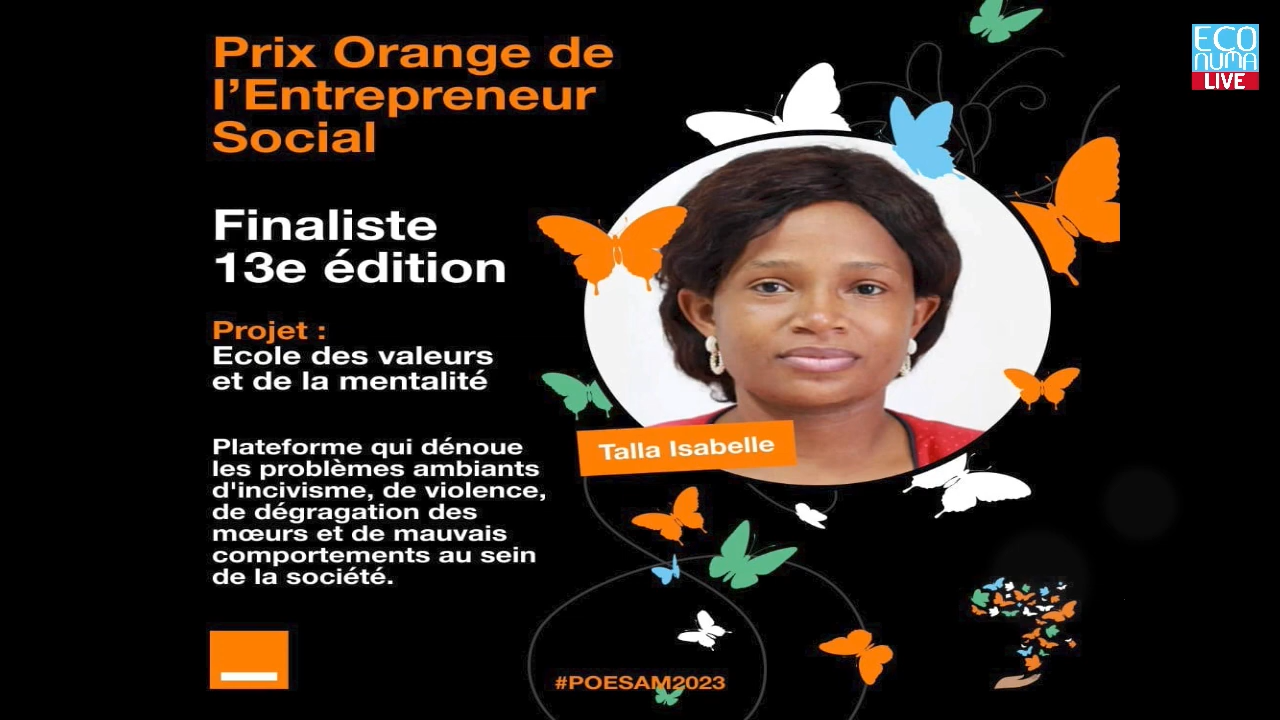 Prix Orange de
l'Entrepreneur
Social
Finaliste
13e édition
Projet :
Ecole des valeurs
et de la mentalité
Plateforme qui dénoue
les problèmes ambiants
d'incivisme, de violence,
de dégragation des
mœurs et de mauvais
comportements au sein
de la société.
Talla Isabelle
#POESAM2023
ECO
NUMA
LIVE